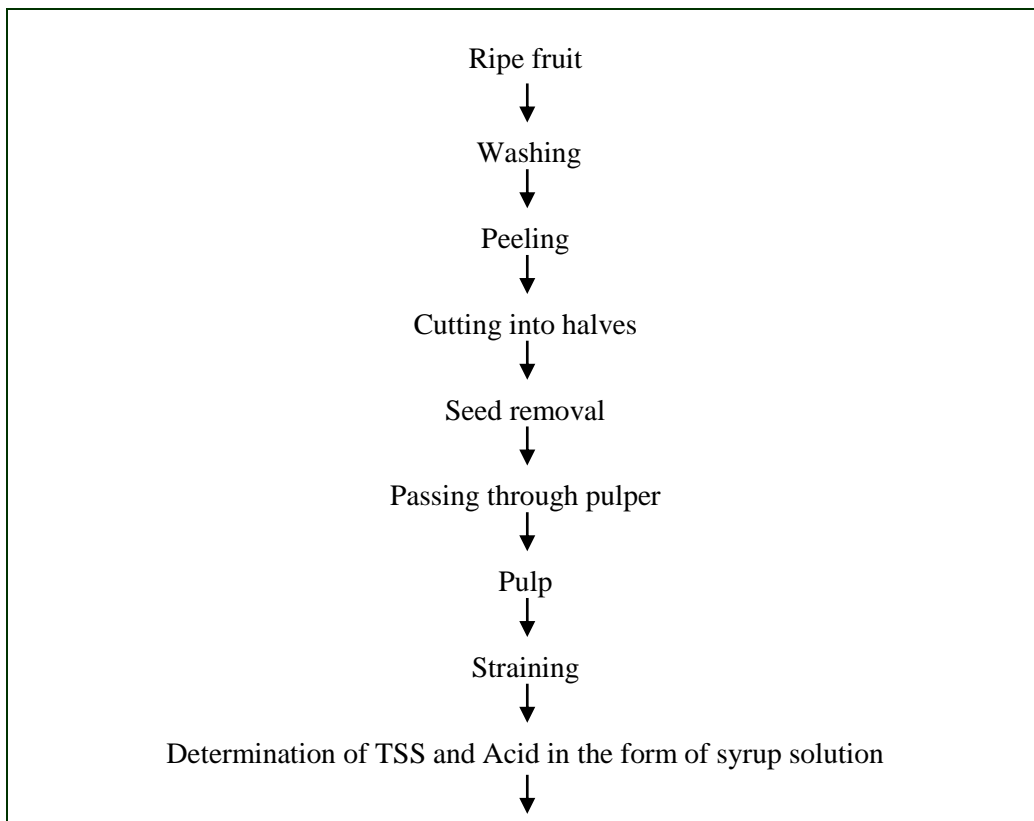 Ripe fruit
Washing
Peeling
Cutting into halves
Seed removal
Passing through pulper
Pulp
Straining
Determination of TSS and Acid in the form of syrup solution